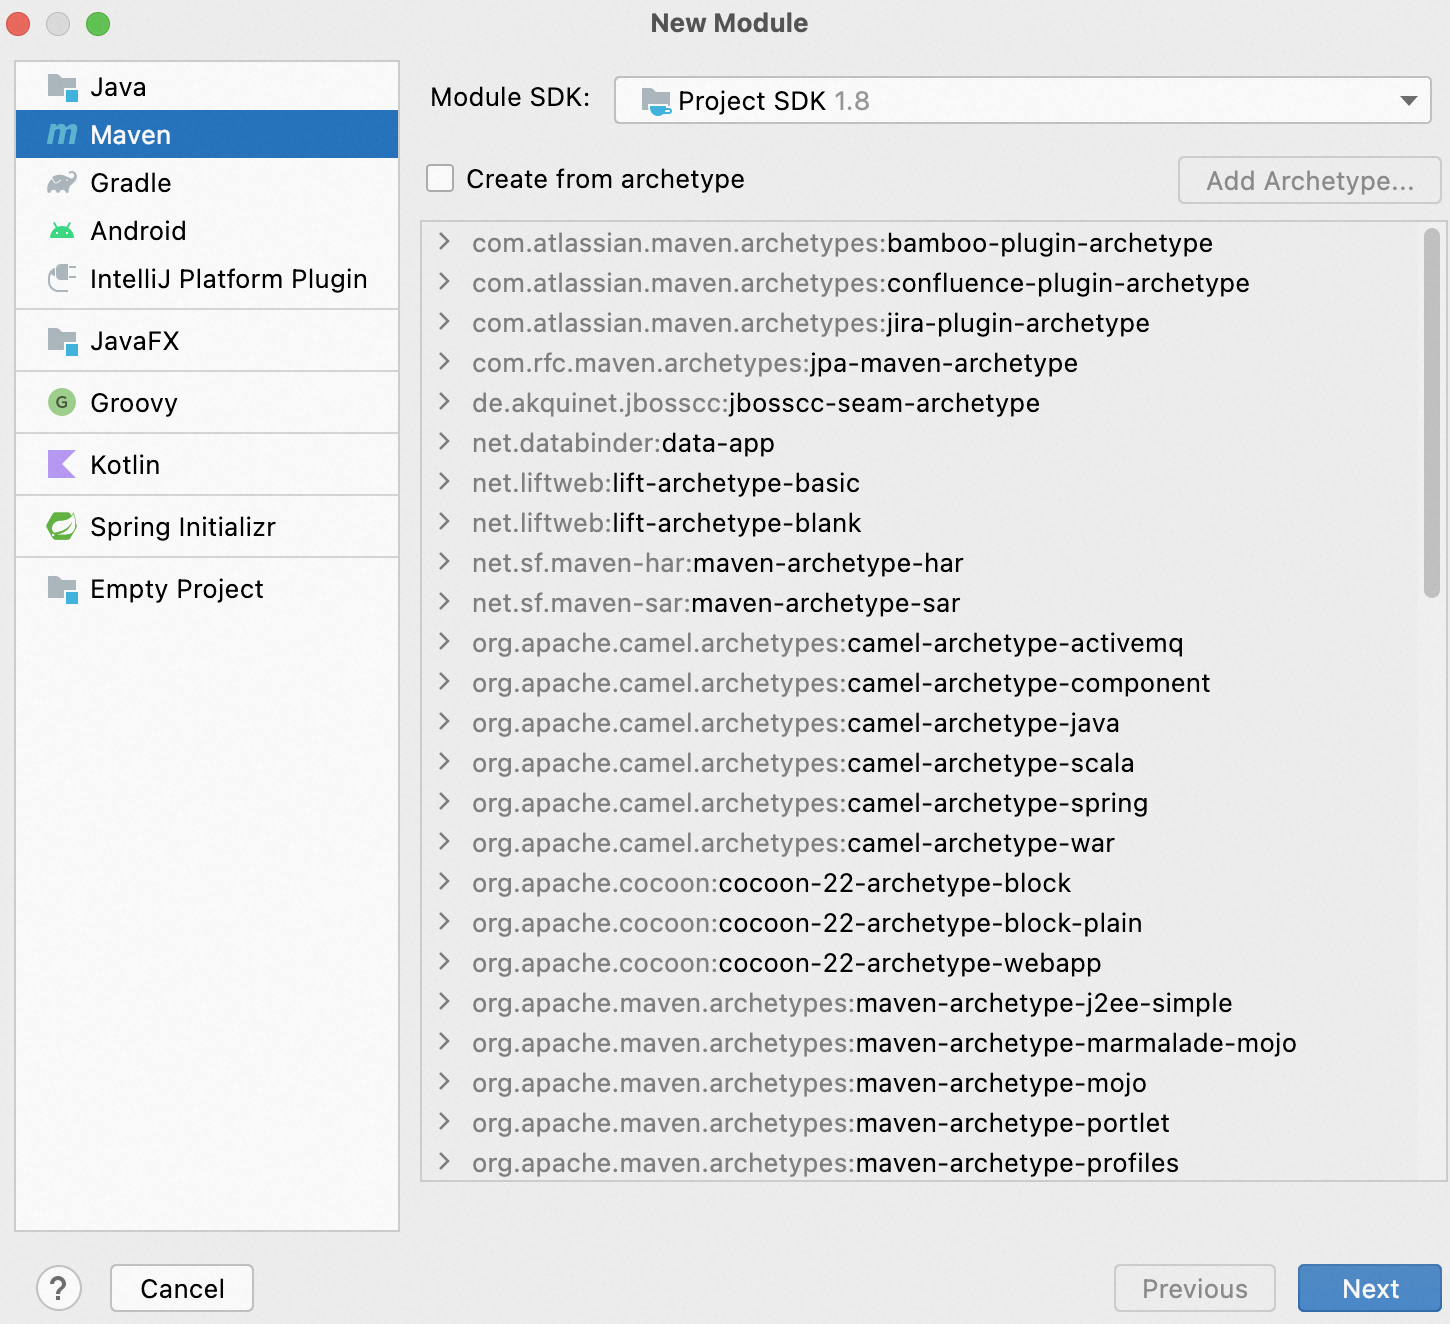 New Module
Java
Maven
Gradle
Android
IntelliJ Platform Plugin
JavaFX
Groovy
Kotlin
Spring Initializr
Empty Project
Module SDK: Project SDK 1.8
Create from archetype
Add Archetype...
com.atlassian.maven.archetypes:bamboo-plugin-archetype
com.atlassian.maven.archetypes:confluence-plugin-archetype
com.atlassian.maven.archetypes:jira-plugin-archetype
com.rfc.maven.archetypes:jpa-maven-archetype
de.akquinet.jbosscc:jbosscc-seam-archetype
net.databinder:data-app
net.liftweb:lift-archetype-basic
net.liftweb:lift-archetype-blank
net.sf.maven-har:maven-archetype-har
net.sf.maven-sar:maven-archetype-sar
org.apache.camel.archetypes:camel-archetype-activemq
org.apache.camel.archetypes:camel-archetype-component
org.apache.camel.archetypes:camel-archetype-java
org.apache.camel.archetypes:camel-archetype-scala
org.apache.camel.archetypes:camel-archetype-spring
org.apache.camel.archetypes:camel-archetype-war
org.apache.cocoon:cocoon-22-archetype-block
org.apache.cocoon:cocoon-22-archetype-block-plain
org.apache.cocoon:cocoon-22-archetype-webapp
org.apache.maven.archetypes:maven-archetype-j2ee-simple
org.apache.maven.archetypes:maven-archetype-marmalade-mojo
org.apache.maven.archetypes:maven-archetype-mojo
org.apache.maven.archetypes:maven-archetype-portlet
org.apache.maven.archetypes:maven-archetype-profiles
? Cancel Previous Next